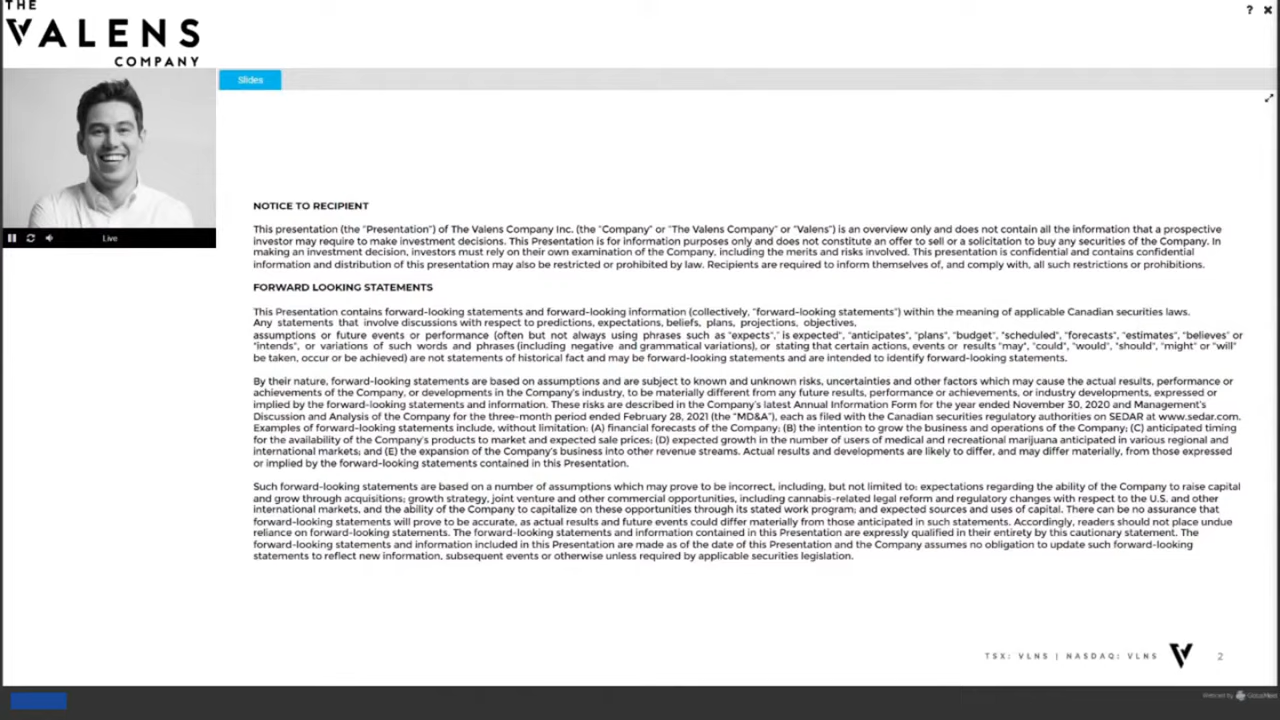 THE
VALENS
COMPANY
? ×
Slides
Live
NOTICE TO RECIPIENT
This presentation (the "Presentation") of The Valens Company Inc. (the "Company" or "The Valens Company" or "Valens") is an overview only and does not contain all the information that a prospective
investor may require to make investment decisions. This Presentation is for information purposes only and does not constitute an offer to sell or a solicitation to buy any securities of the Company. In
making an investment decision, investors must rely on their own examination of the Company, including the merits and risks involved. This presentation is confidential and contains confidential
information and distribution of this presentation may also be restricted or prohibited by law. Recipients are required to inform themselves of, and comply with, all such restrictions or prohibitions.
FORWARD LOOKING STATEMENTS
This Presentation contains forward-looking statements and forward-looking information (collectively, "forward-looking statements") within the meaning of applicable Canadian securities laws.
Any statements that involve discussions with respect to predictions, expectations, beliefs, plans, projections, objectives,
assumptions or future events or performance (often but not always using phrases such as "expects"," is expected", "anticipates", "plans", "budget", "scheduled", "forecasts", "estimates", "believes" or
"intends", or variations of such words and phrases (including negative and grammatical variations), or stating that certain actions, events or results "may", "could", "would", "should", "might" or "will"
be taken, occur or be achieved) are not statements of historical fact and may be forward-looking statements and are intended to identify forward-looking statements.
By their nature, forward-looking statements are based on assumptions and are subject to known and unknown risks, uncertainties and other factors which may cause the actual results, performance or
achievements of the Company, or developments in the Company's industry, to be materially different from any future results, performance or achievements, or industry developments, expressed or
implied by the forward-looking statements and information. These risks are described in the Company's latest Annual Information Form for the year ended November 30, 2020 and Management's
Discussion and Analysis of the Company for the three-month period ended February 28, 2021 (the "MD&A"), each as filed with the Canadian securities regulatory authorities on SEDAR at www.sedar.com.
Examples of forward-looking statements include, without limitation: (A) financial forecasts of the Company; (B) the intention to grow the business and operations of the Company; (C) anticipated timing
for the availability of the Company's products to market and expected sale prices; (D) expected growth in the number of users of medical and recreational marijuana anticipated in various regional and
international markets; and (E) the expansion of the Company's business into other revenue streams. Actual results and developments are likely to differ, and may differ materially, from those expressed
or implied by the forward-looking statements contained in this Presentation.
Such forward-looking statements are based on a number of assumptions which may prove to be incorrect, including, but not limited to: expectations regarding the ability of the Company to raise capital
and grow through acquisitions; growth strategy, joint venture and other commercial opportunities, including cannabis-related legal reform and regulatory changes with respect to the U.S. and other
international markets, and the ability of the Company to capitalize on these opportunities through its stated work program; and expected sources and uses of capital. There can be no assurance that
forward-looking statements will prove to be accurate, as actual results and future events could differ materially from those anticipated in such statements. Accordingly, readers should not place undue
reliance on forward-looking statements. The forward-looking statements and information contained in this Presentation are expressly qualified in their entirety by this cautionary statement. The
forward-looking statements and information included in this Presentation are made as of the date of this Presentation and the Company assumes no obligation to update such forward-looking
statements to reflect new information, subsequent events or otherwise unless required by applicable securities legislation.
TSX: VLNS | NASDAQ: VLNS 2